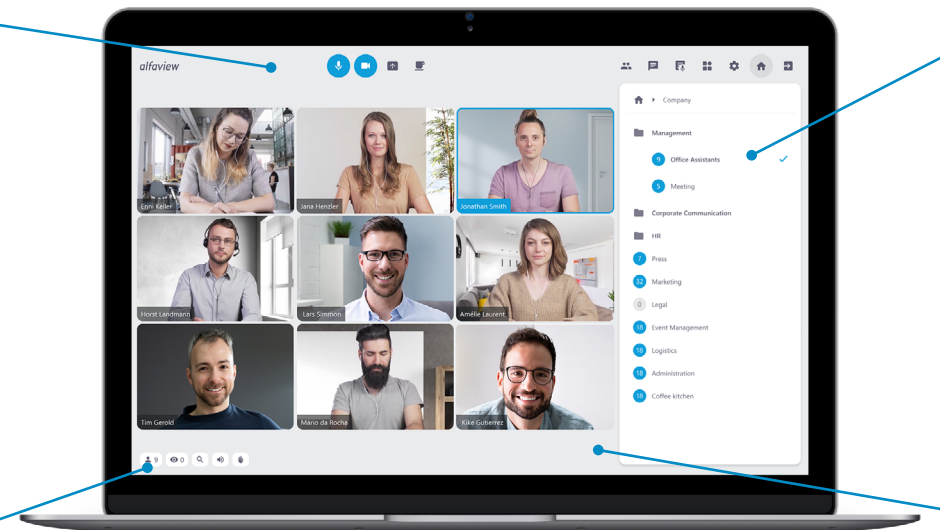 alfaview
Company
Management
9 Office Assistants
5 Meeting
Corporate Communication
HR
7 Press
32 Marketing
0 Legal
18 Event Management
18 Logistics
18 Administration
18 Coffee kitchen
Enni Keller
Jana Henzler
Jonathan Smith
Horst Landmann
Lars Simmon
Amélie Laurent
Tim Gerold
Mario da Rocha
Kike Gutierrez
9
0